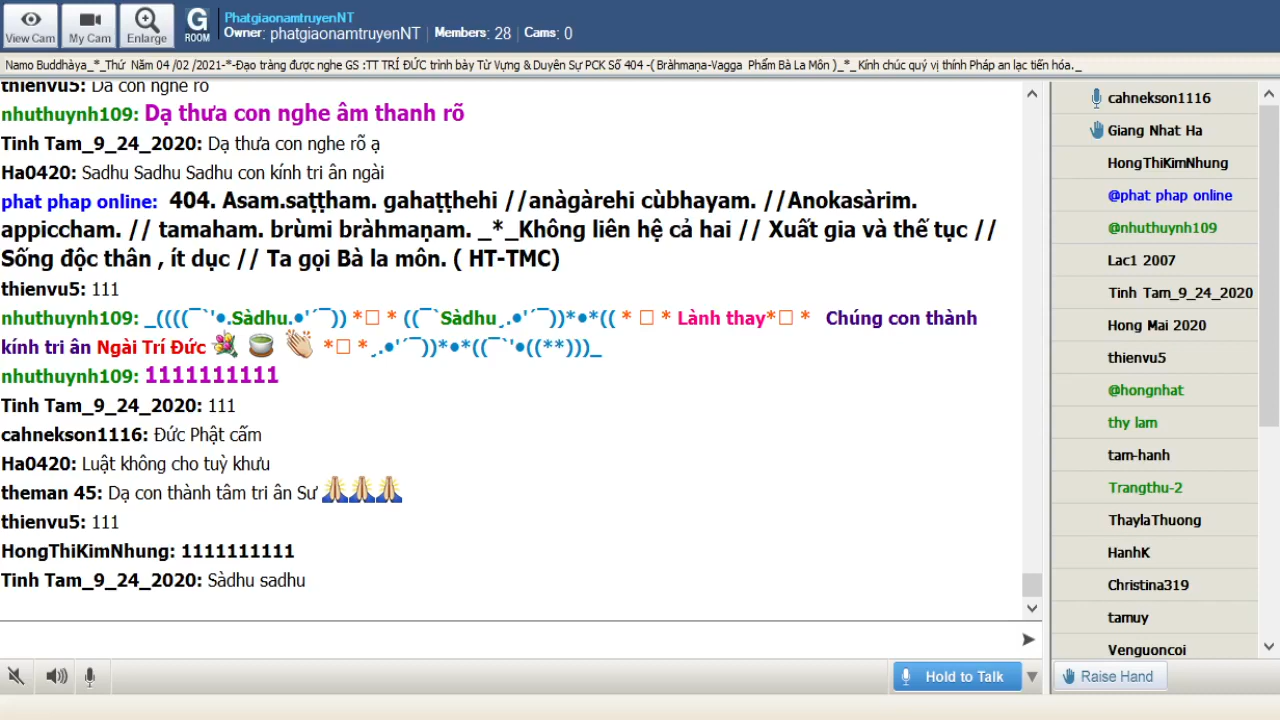 View Cam
My Cam
Enlarge
G
ROOM
PhatgiaonamtruyenNT
Owner: phatgiaonamtruyenNT | Members: 28 | Cams: 0
Namo Buddhàya_*_Thứ Năm 04 /02 /2021-*-Đạo tràng được nghe GS :TT TRÍ ĐỨC trình bày Từ Vựng & Duyên Sự PCK Số 404 -( Bràhmaṇa-Vagga Phẩm Bà La Môn )_*_ Kính chúc quý vị thính Pháp an lạc tiến hóa._
thienvu5: Dạ con nghe rõ
nhuthuynh109: Dạ thưa con nghe âm thanh rõ
Tinh Tam_9_24_2020: Dạ thưa con nghe rõ ạ
Ha0420: Sadhu Sadhu Sadhu con kính tri ân ngài
phat phap online: 404. Asam.saṭṭham. gahaṭṭhehi //anàgàrehi cùbhayam. //Anokasàrim.
appiccham. // tamaham. brùmi bràhmaṇam. _*_Không liên hệ cả hai // Xuất gia và thế tục //
Sống độc thân , ít dục // Ta gọi Bà la môn. ( HT-TMC)
thienvu5: 111
nhuthuynh109: _((((¯`'•.Sàdhu.•'´¯)) *□ * ((¯`Sàdhu¸.•'´¯))*•*(( * □ * Lành thay*□ * Chúng con thành
kính tri ân Ngài Trí Đức 💐 🍵 👏 *□ *¸.•'´¯))*•*((¯`'•((**)))_
nhuthuynh109: 1111111111
Tinh Tam_9_24_2020: 111
cahnekson1116: Đức Phật cấm
Ha0420: Luật không cho tuỳ khưu
theman 45: Dạ con thành tâm tri ân Sư 🙏🙏🙏
thienvu5: 111
HongThiKimNhung: 1111111111
Tinh Tam_9_24_2020: Sàdhu sadhu
Hold to Talk
cahnekson1116
Giang Nhat Ha
HongThiKimNhung
@phat phap online
@nhuthuynh109
Lac1 2007
Tinh Tam_9_24_2020
Hong Mai 2020
thienvu5
@hongnhat
thy lam
tam-hanh
Trangthu-2
ThaylaThuong
HanhK
Christina319
tamuy
Venguoncoi
Raise Hand